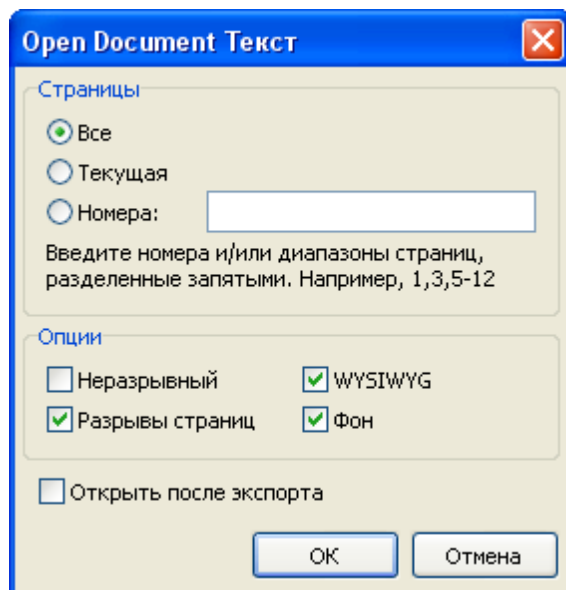 Open Document Текст
Страницы
Все
Текущая
Номера:
Введите номера и/или диапазоны страниц,
разделенные запятыми. Например, 1,3,5-12
Опции
Неразрывный WYSIWYG
Разрывы страниц Фон
Открыть после экспорта
ОК Отмена